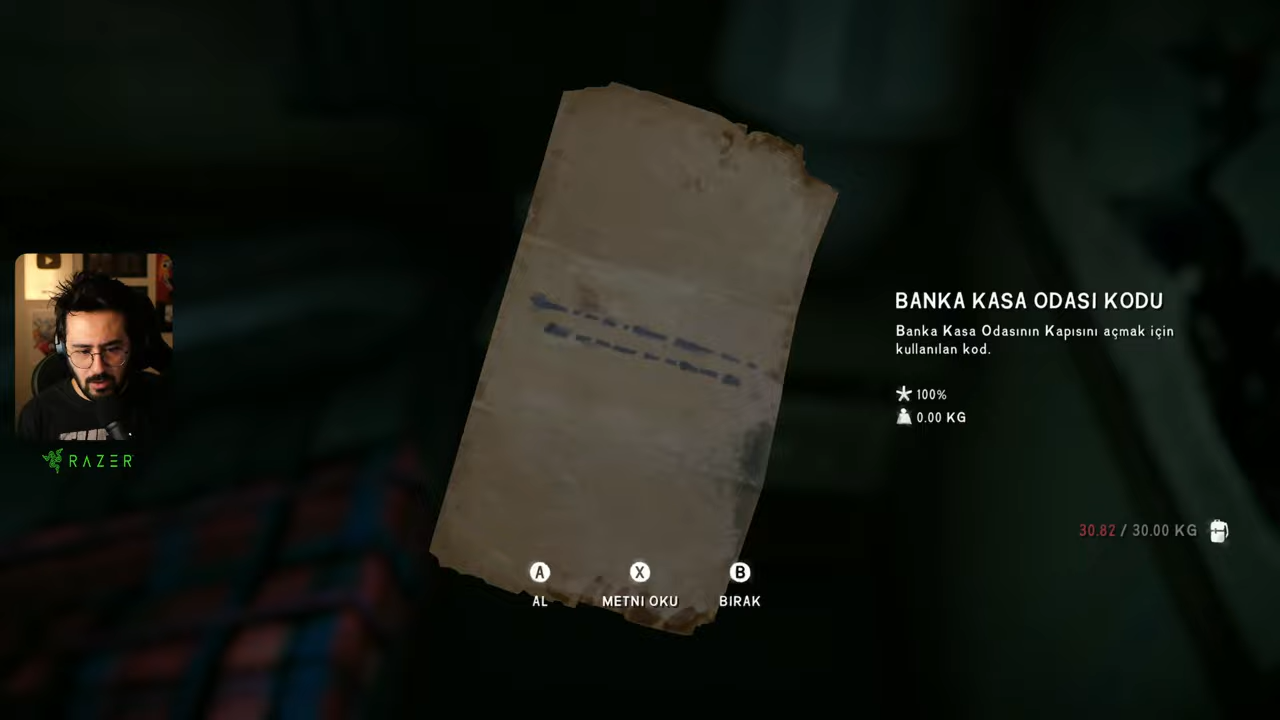 BANKA KASA ODASI KODU
Banka Kasa Odasının Kapısını açmak için
kullanılan kod.
100%
0.00 KG
RAZER
30.82 / 30.00 KG
A X B
AL METNI OKU BIRAK